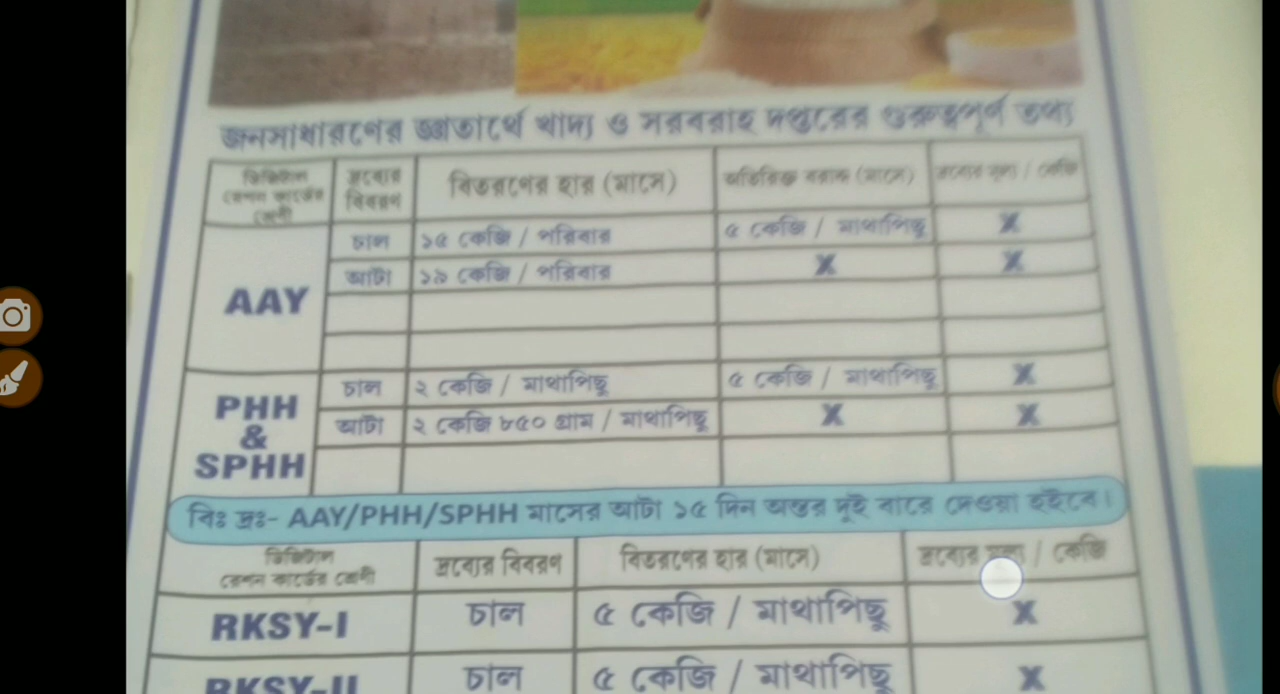 জনসাধারণের জ্ঞাতার্থে খাদ্য ও সরবরাহ দপ্তরের গুরুত্বপূর্ণ তথ্য
ডিজিটাল রেশন কার্ডের শ্রেণী দ্রব্যের বিবরণ বিতরণের হার (মাসে) অতিরিক্ত বরাদ্দ (মাসে) দ্রব্যের মূল্য / কেজি
AAY
চাল ১৫ কেজি / পরিবার ৫ কেজি / মাথাপিছু X
আটা ১৯ কেজি / পরিবার X X
PHH & SPHH
চাল ২ কেজি / মাথাপিছু ৫ কেজি / মাথাপিছু X
আটা ২ কেজি ৮৫০ গ্রাম / মাথাপিছু X X
বিঃ দ্রঃ- AAY/PHH/SPHH মাসের আটা ১৫ দিন অন্তর দুই বারে দেওয়া হইবে।
ডিজিটাল রেশন কার্ডের শ্রেণী দ্রব্যের বিবরণ বিতরণের হার (মাসে) দ্রব্যের মূল্য / কেজি
RKSY-I চাল ৫ কেজি / মাথাপিছু X
RKSY-II চাল ৫ কেজি / মাথাপিছু X